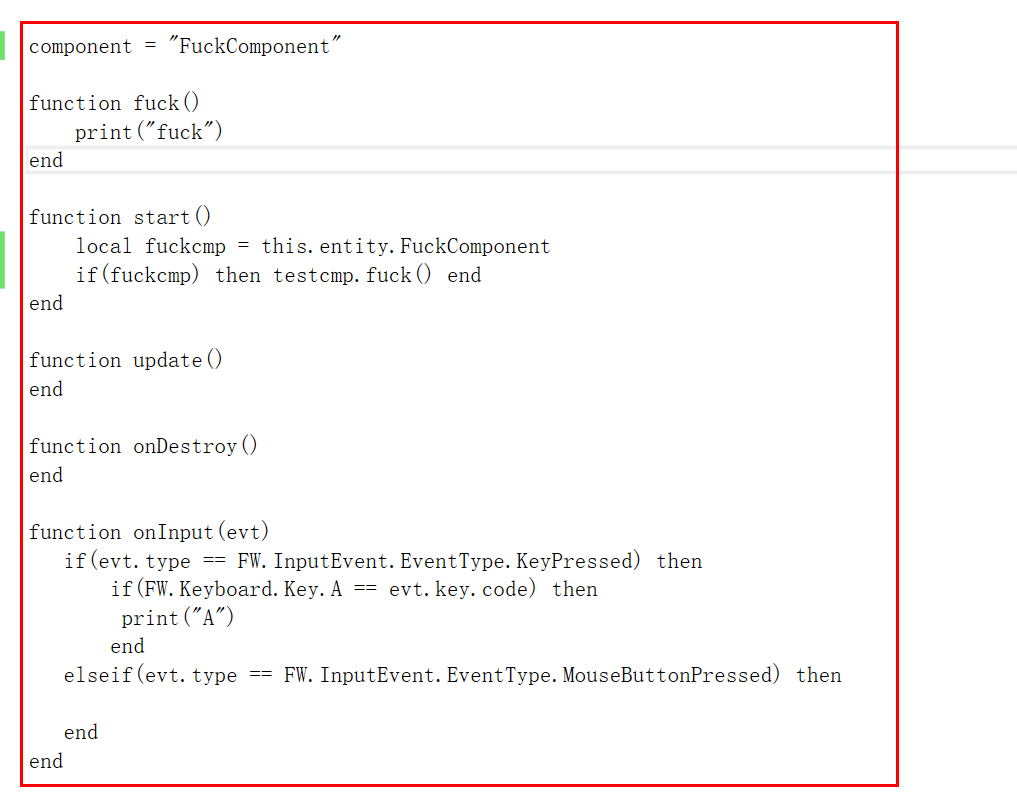 component = "FuckComponent"
function fuck()
print("fuck")
end
function start()
local fuckcmp = this.entity.FuckComponent
if(fuckcmp) then testcmp.fuck() end
end
function update()
end
function onDestroy()
end
function onInput(evt)
if(evt.type == FW.InputEvent.EventType.KeyPressed) then
if(FW.Keyboard.Key.A == evt.key.code) then
print("A")
end
elseif(evt.type == FW.InputEvent.EventType.MouseButtonPressed) then
end
end